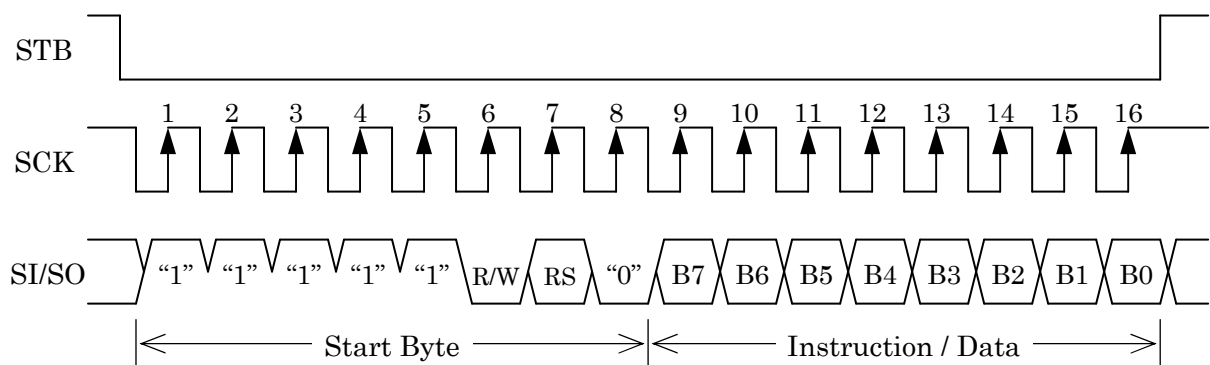 STB
1 2 3 4 5 6 7 8 9 10 11 12 13 14 15 16
SCK
SI/SO “1” “1” “1” “1” “1” R/W RS “0” B7 B6 B5 B4 B3 B2 B1 B0
Start Byte Instruction / Data